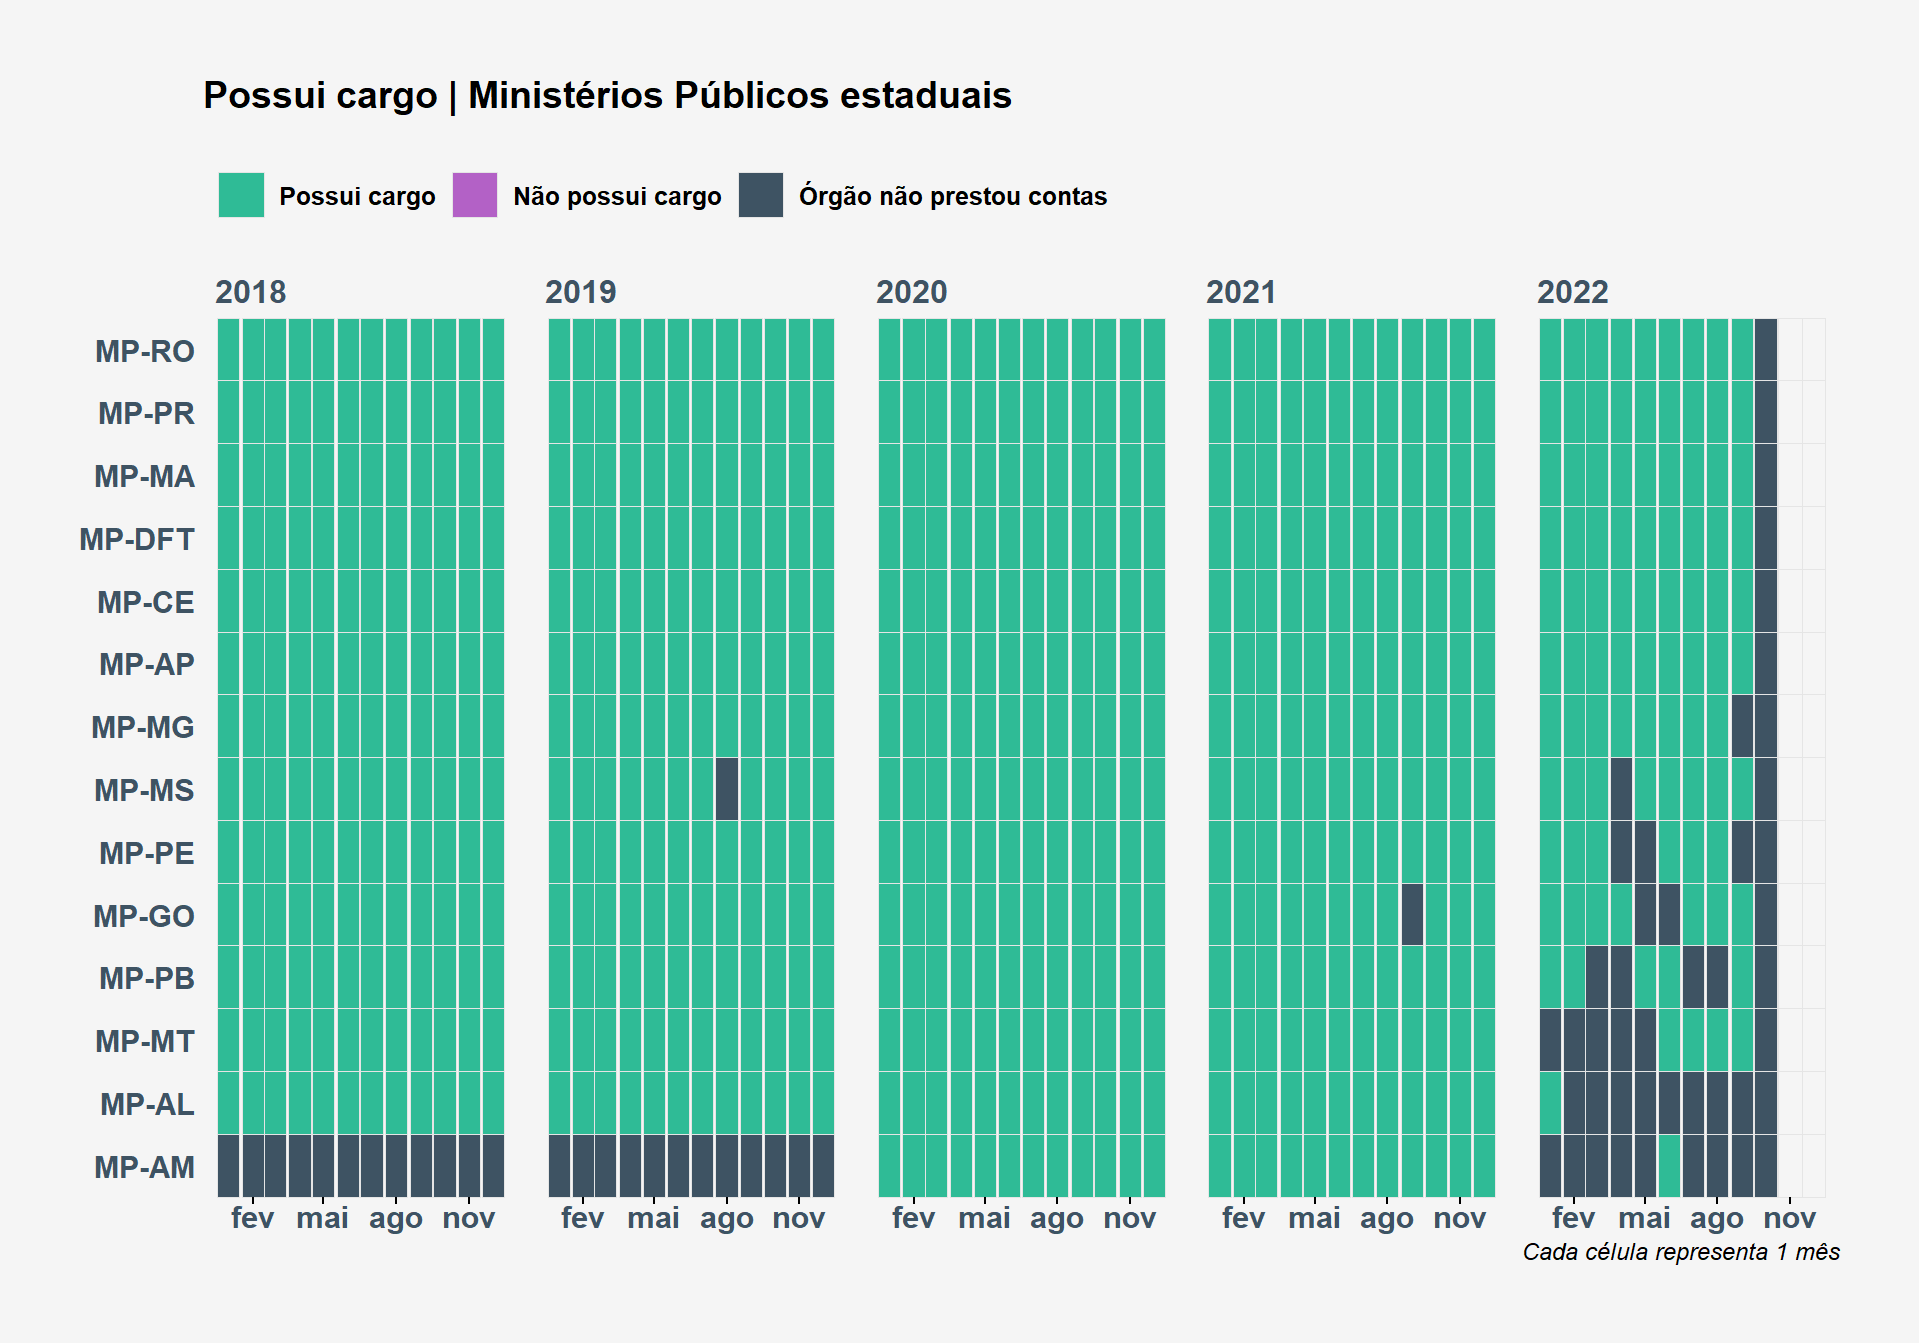 Possui cargo | Ministérios Públicos estaduais
Possui cargo Não possui cargo Órgão não prestou contas
2018 2019 2020 2021 2022
MP-RO
MP-PR
MP-MA
MP-DFT
MP-CE
MP-AP
MP-MG
MP-MS
MP-PE
MP-GO
MP-PB
MP-MT
MP-AL
MP-AM
fev mai ago nov fev mai ago nov fev mai ago nov fev mai ago nov fev mai ago nov
Cada célula representa 1 mês